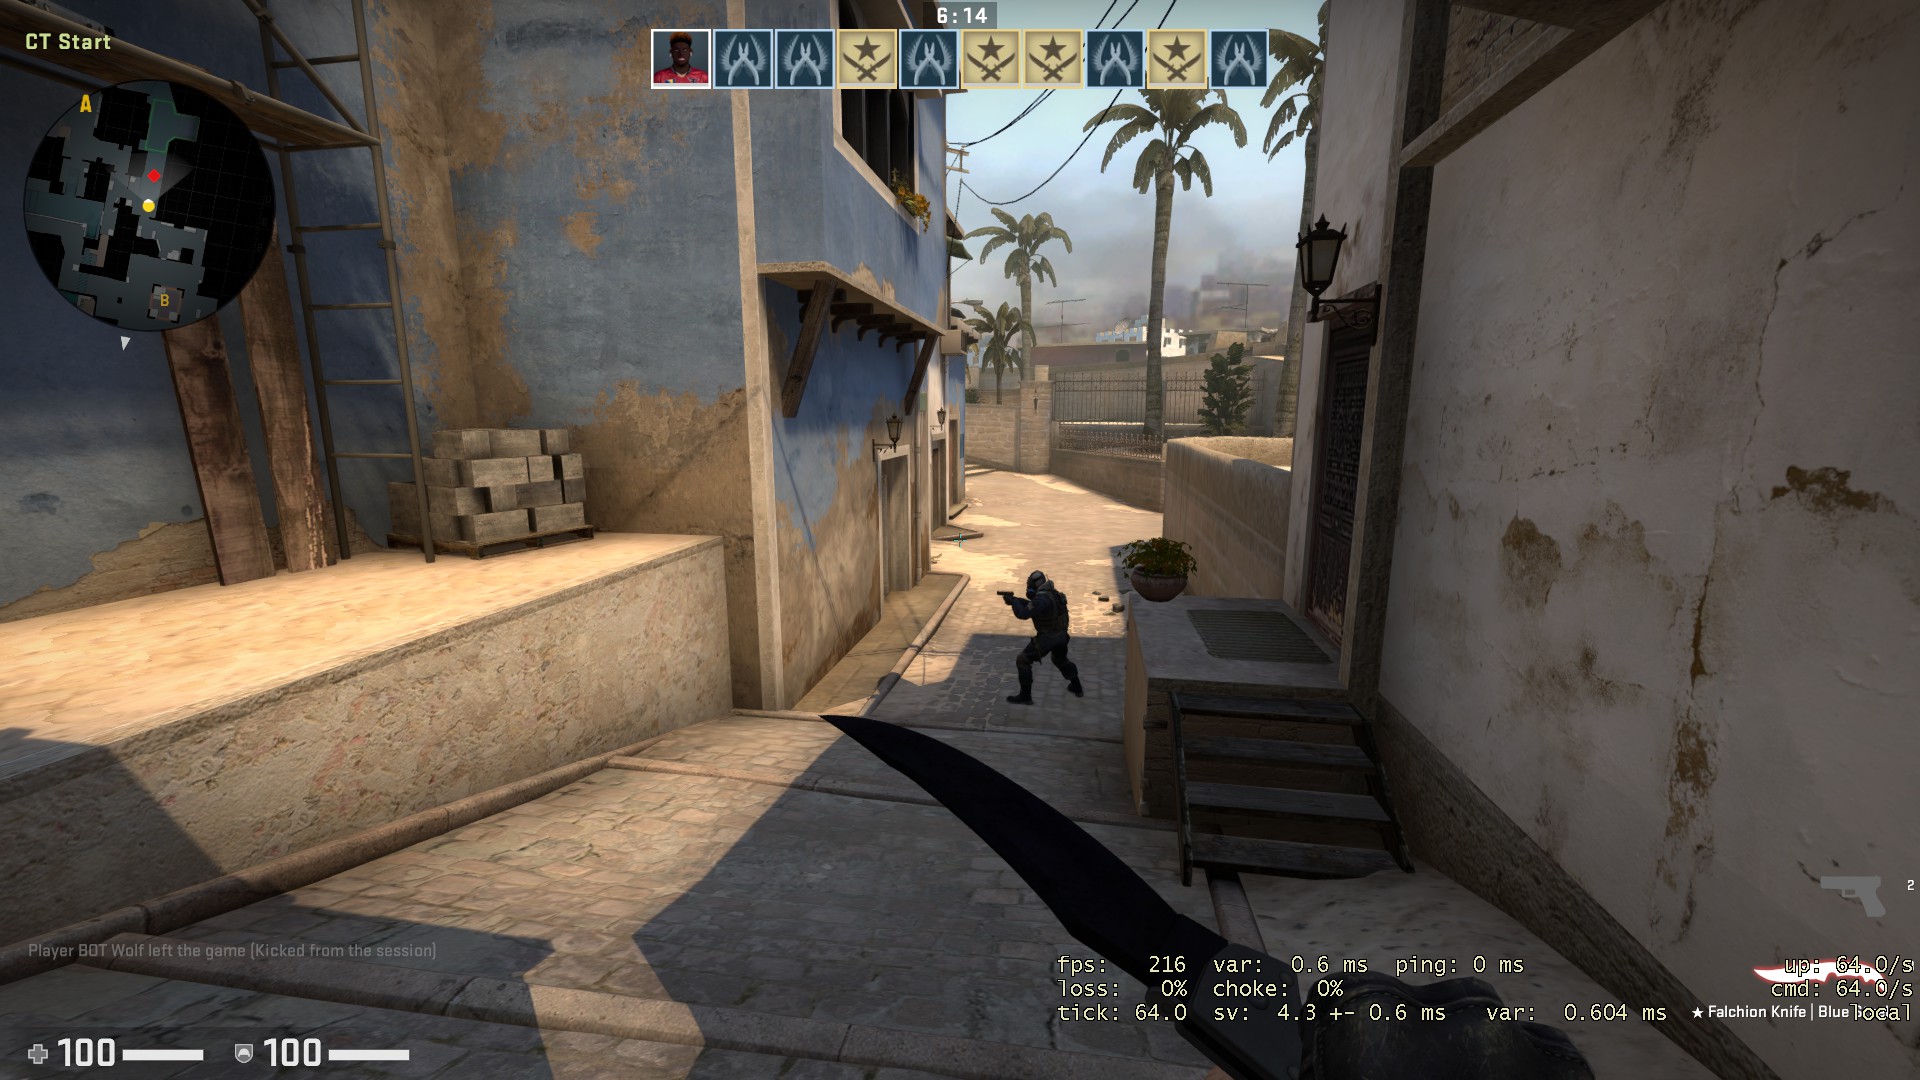 6:14
CT Start
A
B
Player BOT Wolf left the game (Kicked from the session)
2
fps: 216 var: 0.6 ms ping: 0 ms
up: 64.0/s
loss: 0% choke: 0%
cmd: 64.0/s
tick: 64.0 sv: 4.3 +- 0.6 ms var: 0.604 ms
★ Falchion Knife | Blue
local
100
100